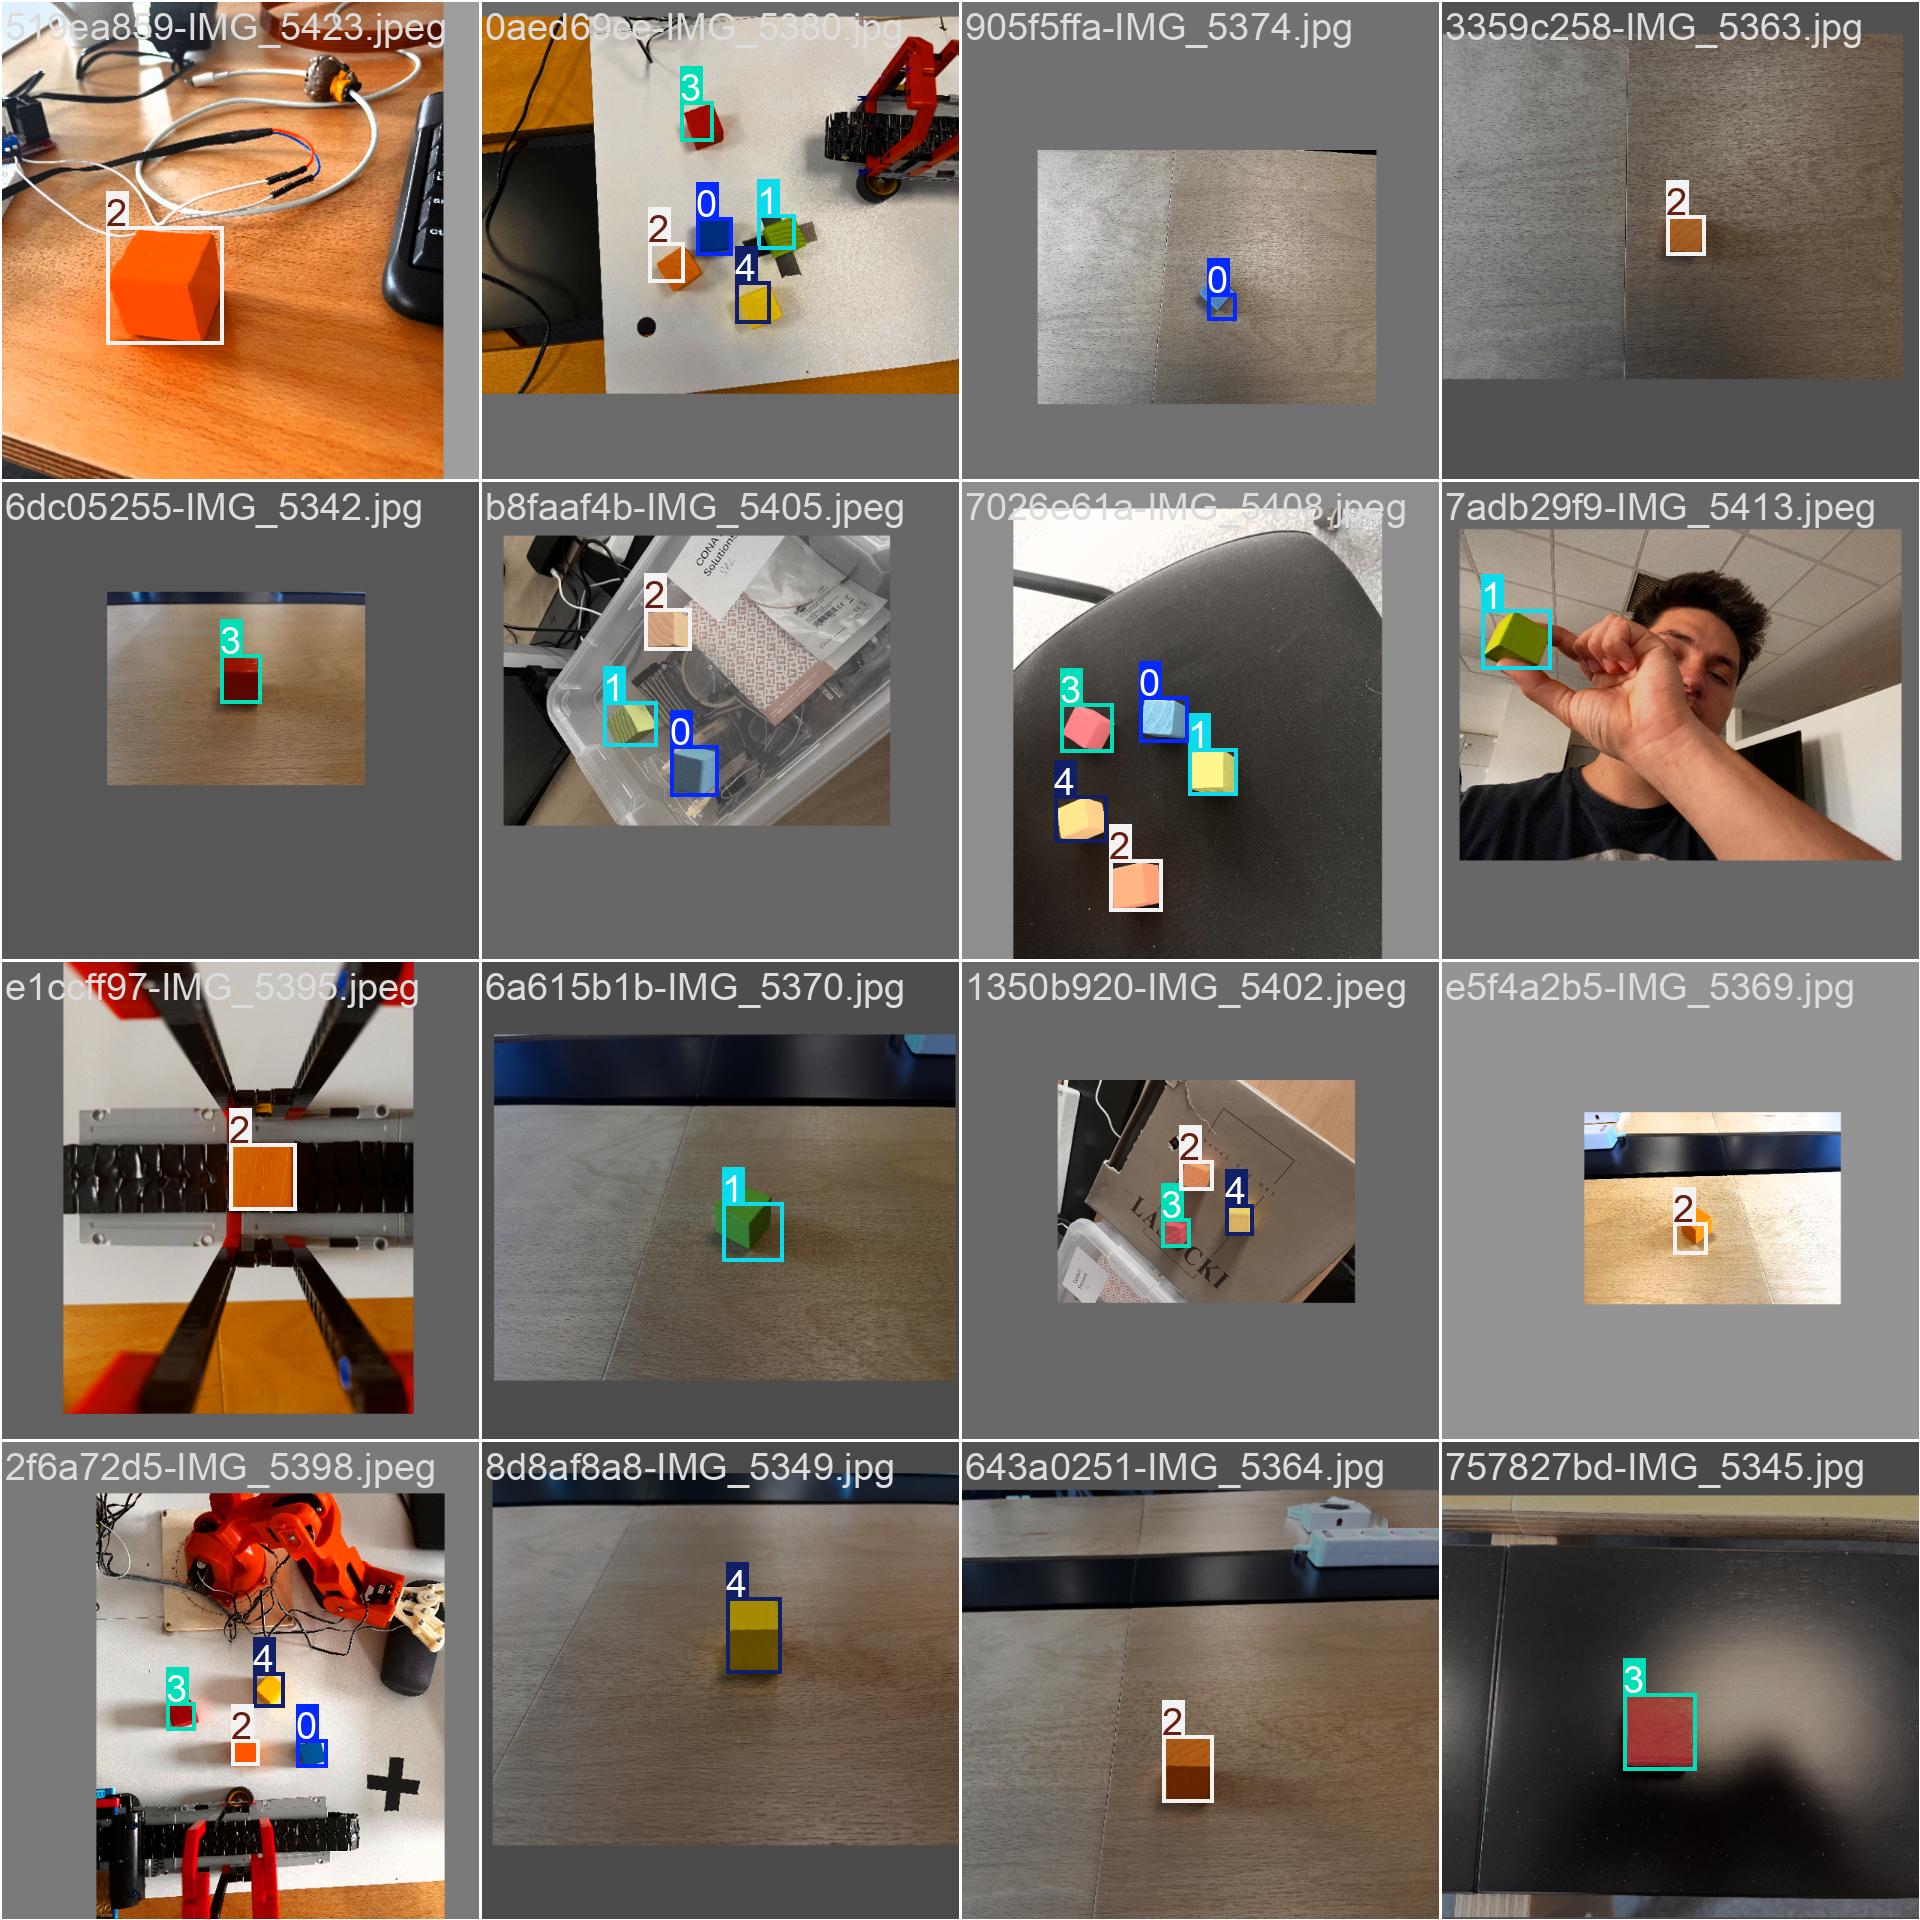 519ea859-IMG_5423.jpeg
0aed69ce-IMG_5380.jpg
905f5ffa-IMG_5374.jpg
3359c258-IMG_5363.jpg
2
3
0
1
2
4
0
2
6dc05255-IMG_5342.jpg
b8faaf4b-IMG_5405.jpeg
7026e61a-IMG_5408.jpeg
7adb29f9-IMG_5413.jpeg
3
2
CONA
Solutions
1
0
3
0
1
4
2
1
e1ccff97-IMG_5395.jpeg
6a615b1b-IMG_5370.jpg
1350b920-IMG_5402.jpeg
e5f4a2b5-IMG_5369.jpg
2
1
2
3
4
2
2f6a72d5-IMG_5398.jpeg
8d8af8a8-IMG_5349.jpg
643a0251-IMG_5364.jpg
757827bd-IMG_5345.jpg
4
3
2
0
4
2
3